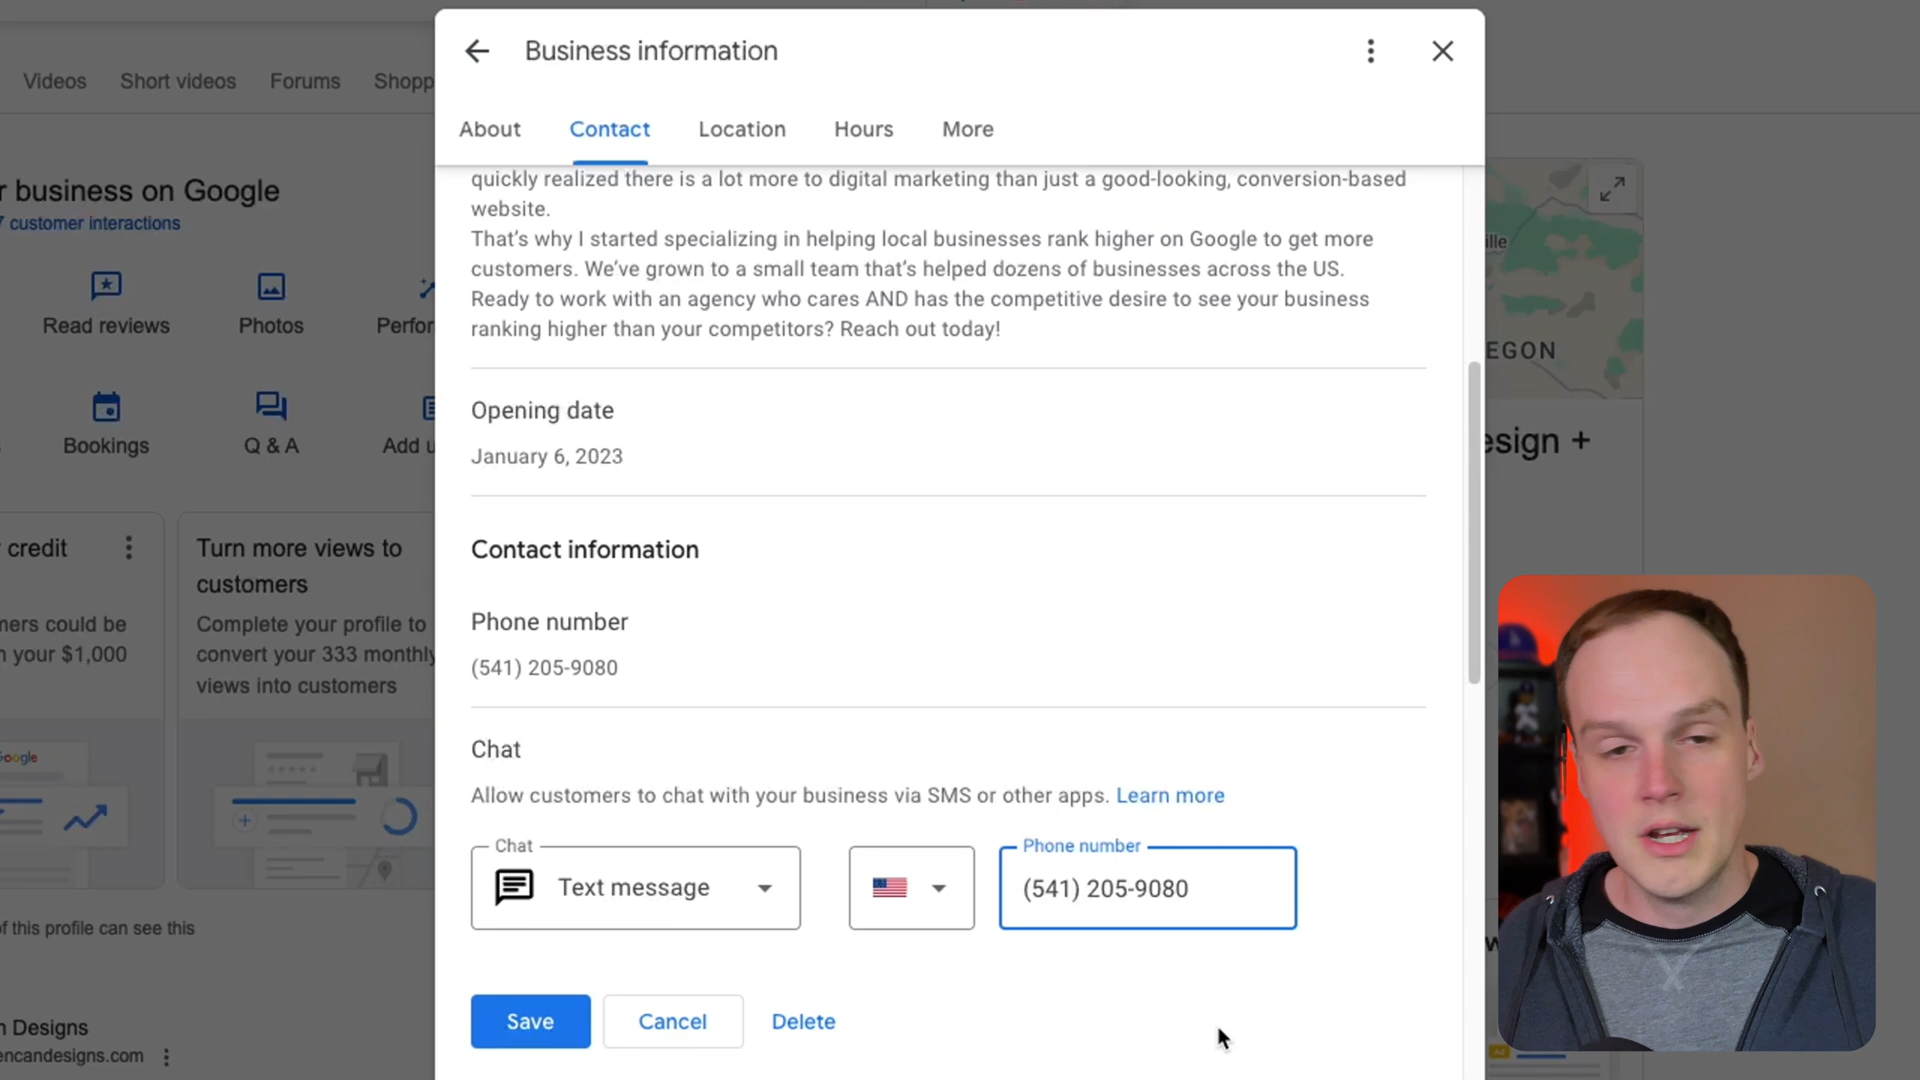 Business information
Videos Short videos Forums Shopp
About Contact Location Hours More
r business on Google
7 customer interactions
Read reviews
Photos
Perfor
Bookings
Q & A
Add u
credit
Turn more views to
customers
mers could be
n your $1,000
Complete your profile to
convert your 333 monthly
views into customers
Google
of this profile can see this
n Designs
encandesigns.com
quickly realized there is a lot more to digital marketing than just a good-looking, conversion-based
website.
That's why I started specializing in helping local businesses rank higher on Google to get more
customers. We've grown to a small team that's helped dozens of businesses across the US.
Ready to work with an agency who cares AND has the competitive desire to see your business
ranking higher than your competitors? Reach out today!
Opening date
January 6, 2023
Contact information
Phone number
(541) 205-9080
Chat
Allow customers to chat with your business via SMS or other apps. Learn more
Chat
Text message
Phone number
(541) 205-9080
Save Cancel Delete
ille
EGON
esign +
Ad